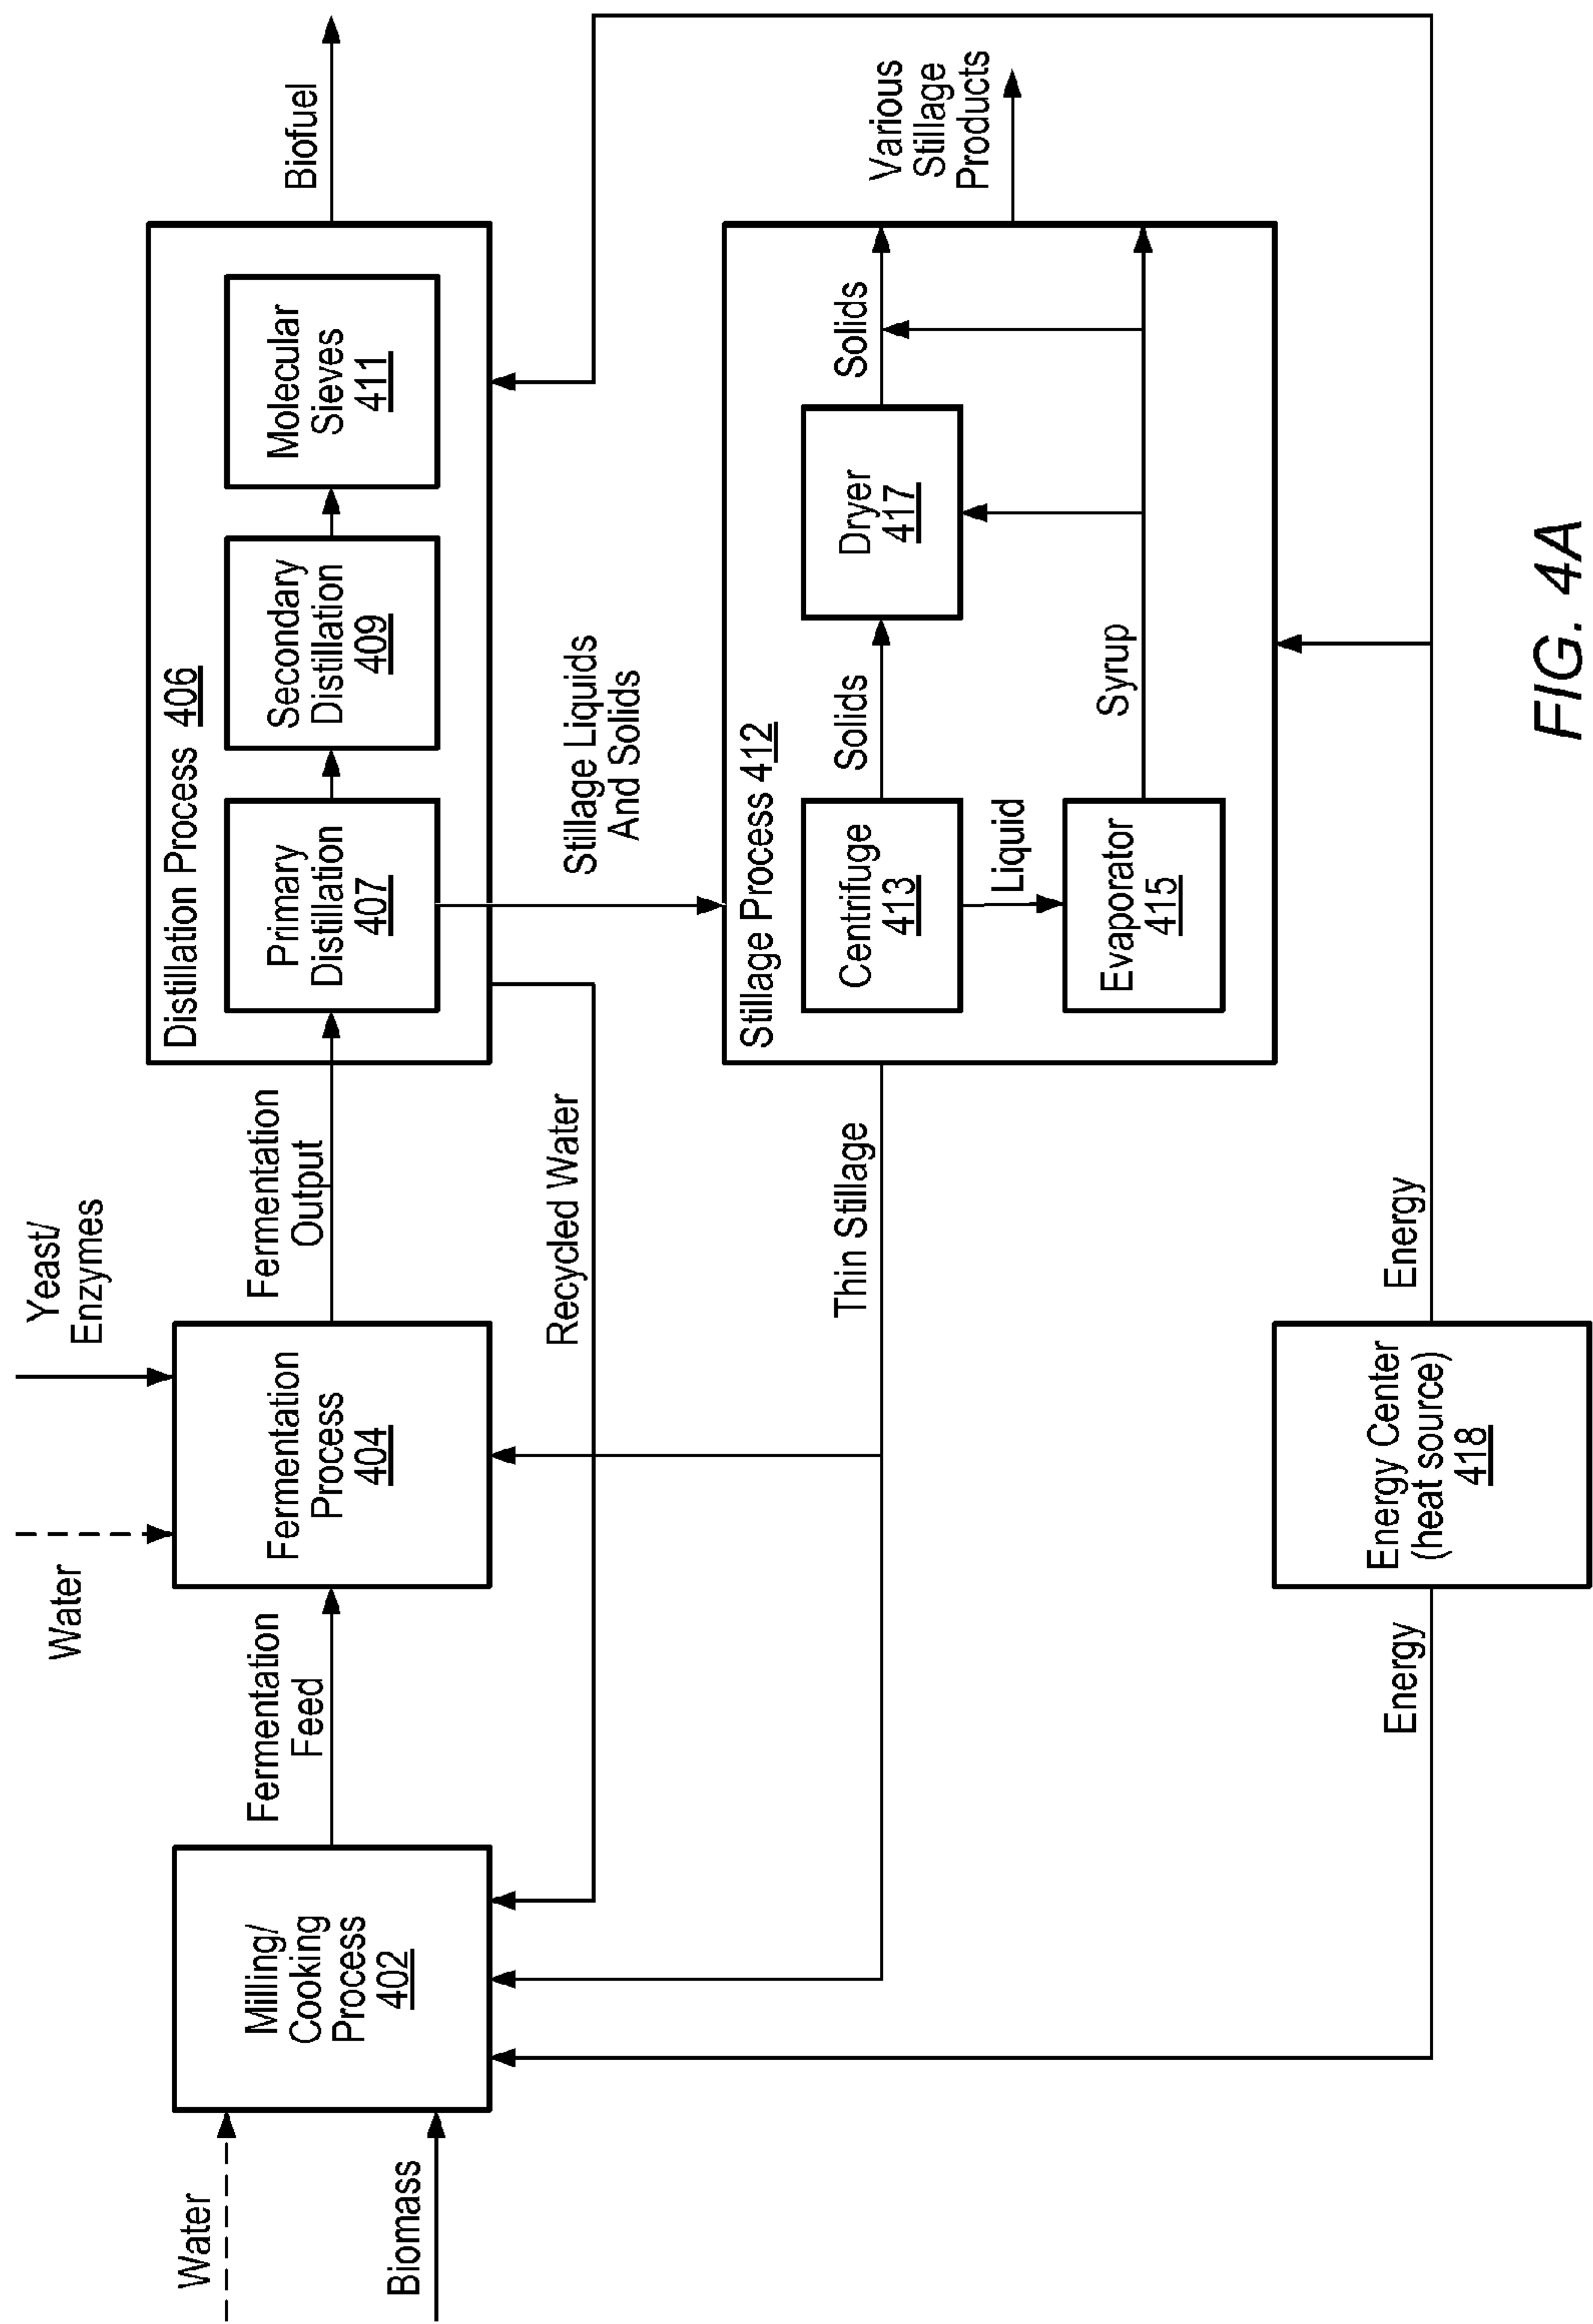 Water
Biomass
Milling/
Cooking
Process
402
Fermentation
Feed
Water
Yeast/
Enzymes
Fermentation
Process
404
Fermentation
Output
Distillation Process 406
Primary
Distillation
407
Secondary
Distillation
409
Molecular
Sieves
411
Biofuel
Recycled Water
Stillage Liquids
And Solids
Thin Stillage
Stillage Process 412
Centrifuge
413
Solids
Dryer
417
Solids
Liquid
Evaporator
415
Syrup
Various
Stillage
Products
Energy
Energy Center
(heat source)
418
Energy
FIG. 4A